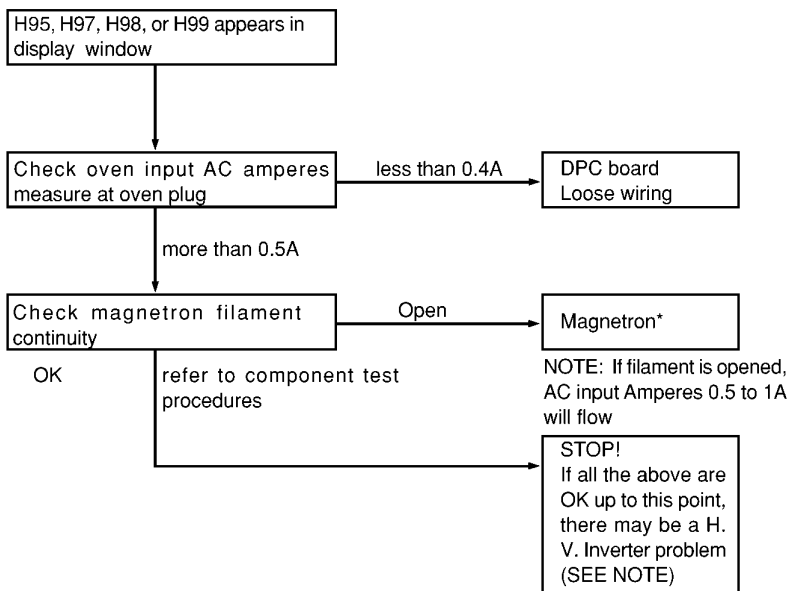 H95, H97, H98, or H99 appears in
display window
Check oven input AC amperes
measure at oven plug
less than 0.4A
DPC board
Loose wiring
more than 0.5A
Check magnetron filament
continuity
Open
Magnetron*
NOTE: If filament is opened,
AC input Amperes 0.5 to 1A
will flow
OK
refer to component test
procedures
STOP!
If all the above are
OK up to this point,
there may be a H.
V. Inverter problem
(SEE NOTE)